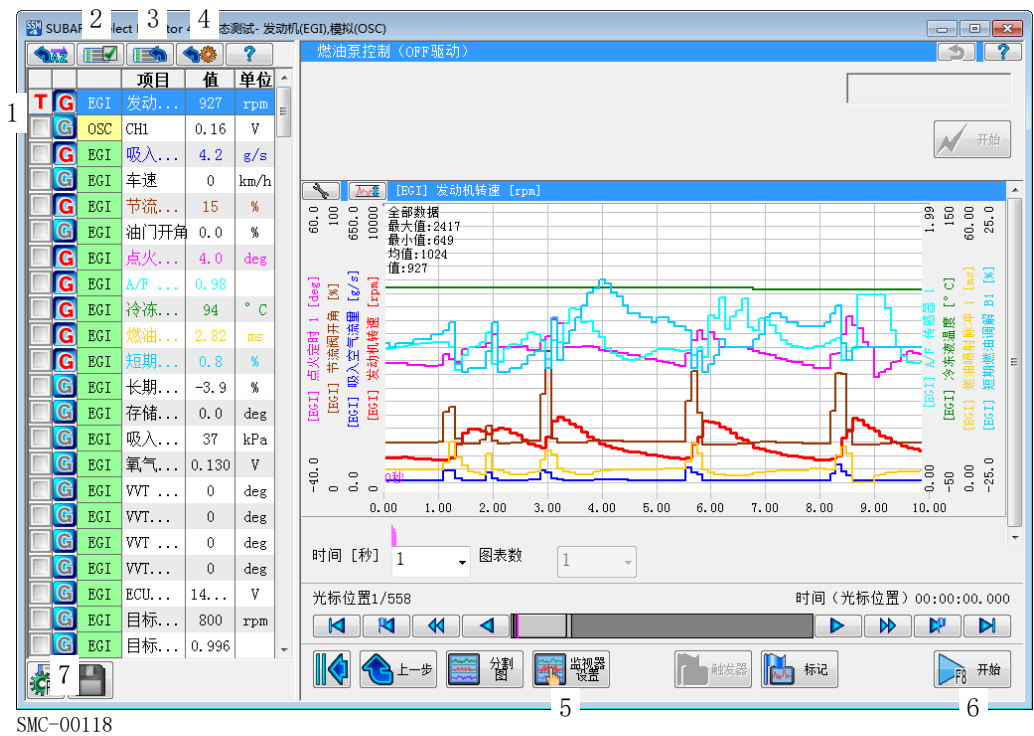 2 3 4
SUBAR lect itor 4 态测试- 发动机(EGI),模拟(OSC)
AZ ?
燃油泵控制（OFF驱动）
?
项目 值 单位
1
T G EGI 发动... 927 rpm
G OSC CH1 0.16 V
G EGI 吸入... 4.2 g/s
G EGI 车速 0 km/h
G EGI 节流... 15 %
G EGI 油门开角 0.0 %
G EGI 点火... 4.0 deg
G EGI A/F ... 0.98
G EGI 冷冻... 94 °C
G EGI 燃油... 2.82 ms
G EGI 短期... 0.8 %
G EGI 长期... -3.9 %
G EGI 存储... 0.0 deg
G EGI 吸入... 37 kPa
G EGI 氧气... 0.130 V
G EGI VVT ... 0 deg
G EGI VVT... 0 deg
G EGI VVT ... 0 deg
G EGI VVT... 0 deg
G EGI ECU... 14... V
G EGI 目标... 800 rpm
G EGI 目标... 0.996
开始
[EGI] 发动机转速 [rpm]
60.0 100 650.0 10000
全部数据
最大值:2417
最小值:649
均值:1024
值:927
1.99 150 60.00 25.0
[EGI] 点火定时 1 [deg]
[EGI] 节流阀开角 [%]
[EGI] 吸入空气流量 [g/s]
[EGI] 发动机转速 [rpm]
[EGI] A/F 传感器 1
[EGI] 冷冻液温度 [°C]
[EGI] 燃油喷射脉冲 1 [ms]
[EGI] 短期燃油调解 B1 [%]
-40.0 0 0.0 0
0秒
0.00 -50 0.00 -25.0
0.00 1.00 2.00 3.00 4.00 5.00 6.00 7.00 8.00 9.00 10.00
时间 [秒] 1 图表数 1
光标位置1/558 时间（光标位置）00:00:00.000
上一步 分割图 监视器设置 触发器 标记 F8 开始
7
5 6
SMC-00118